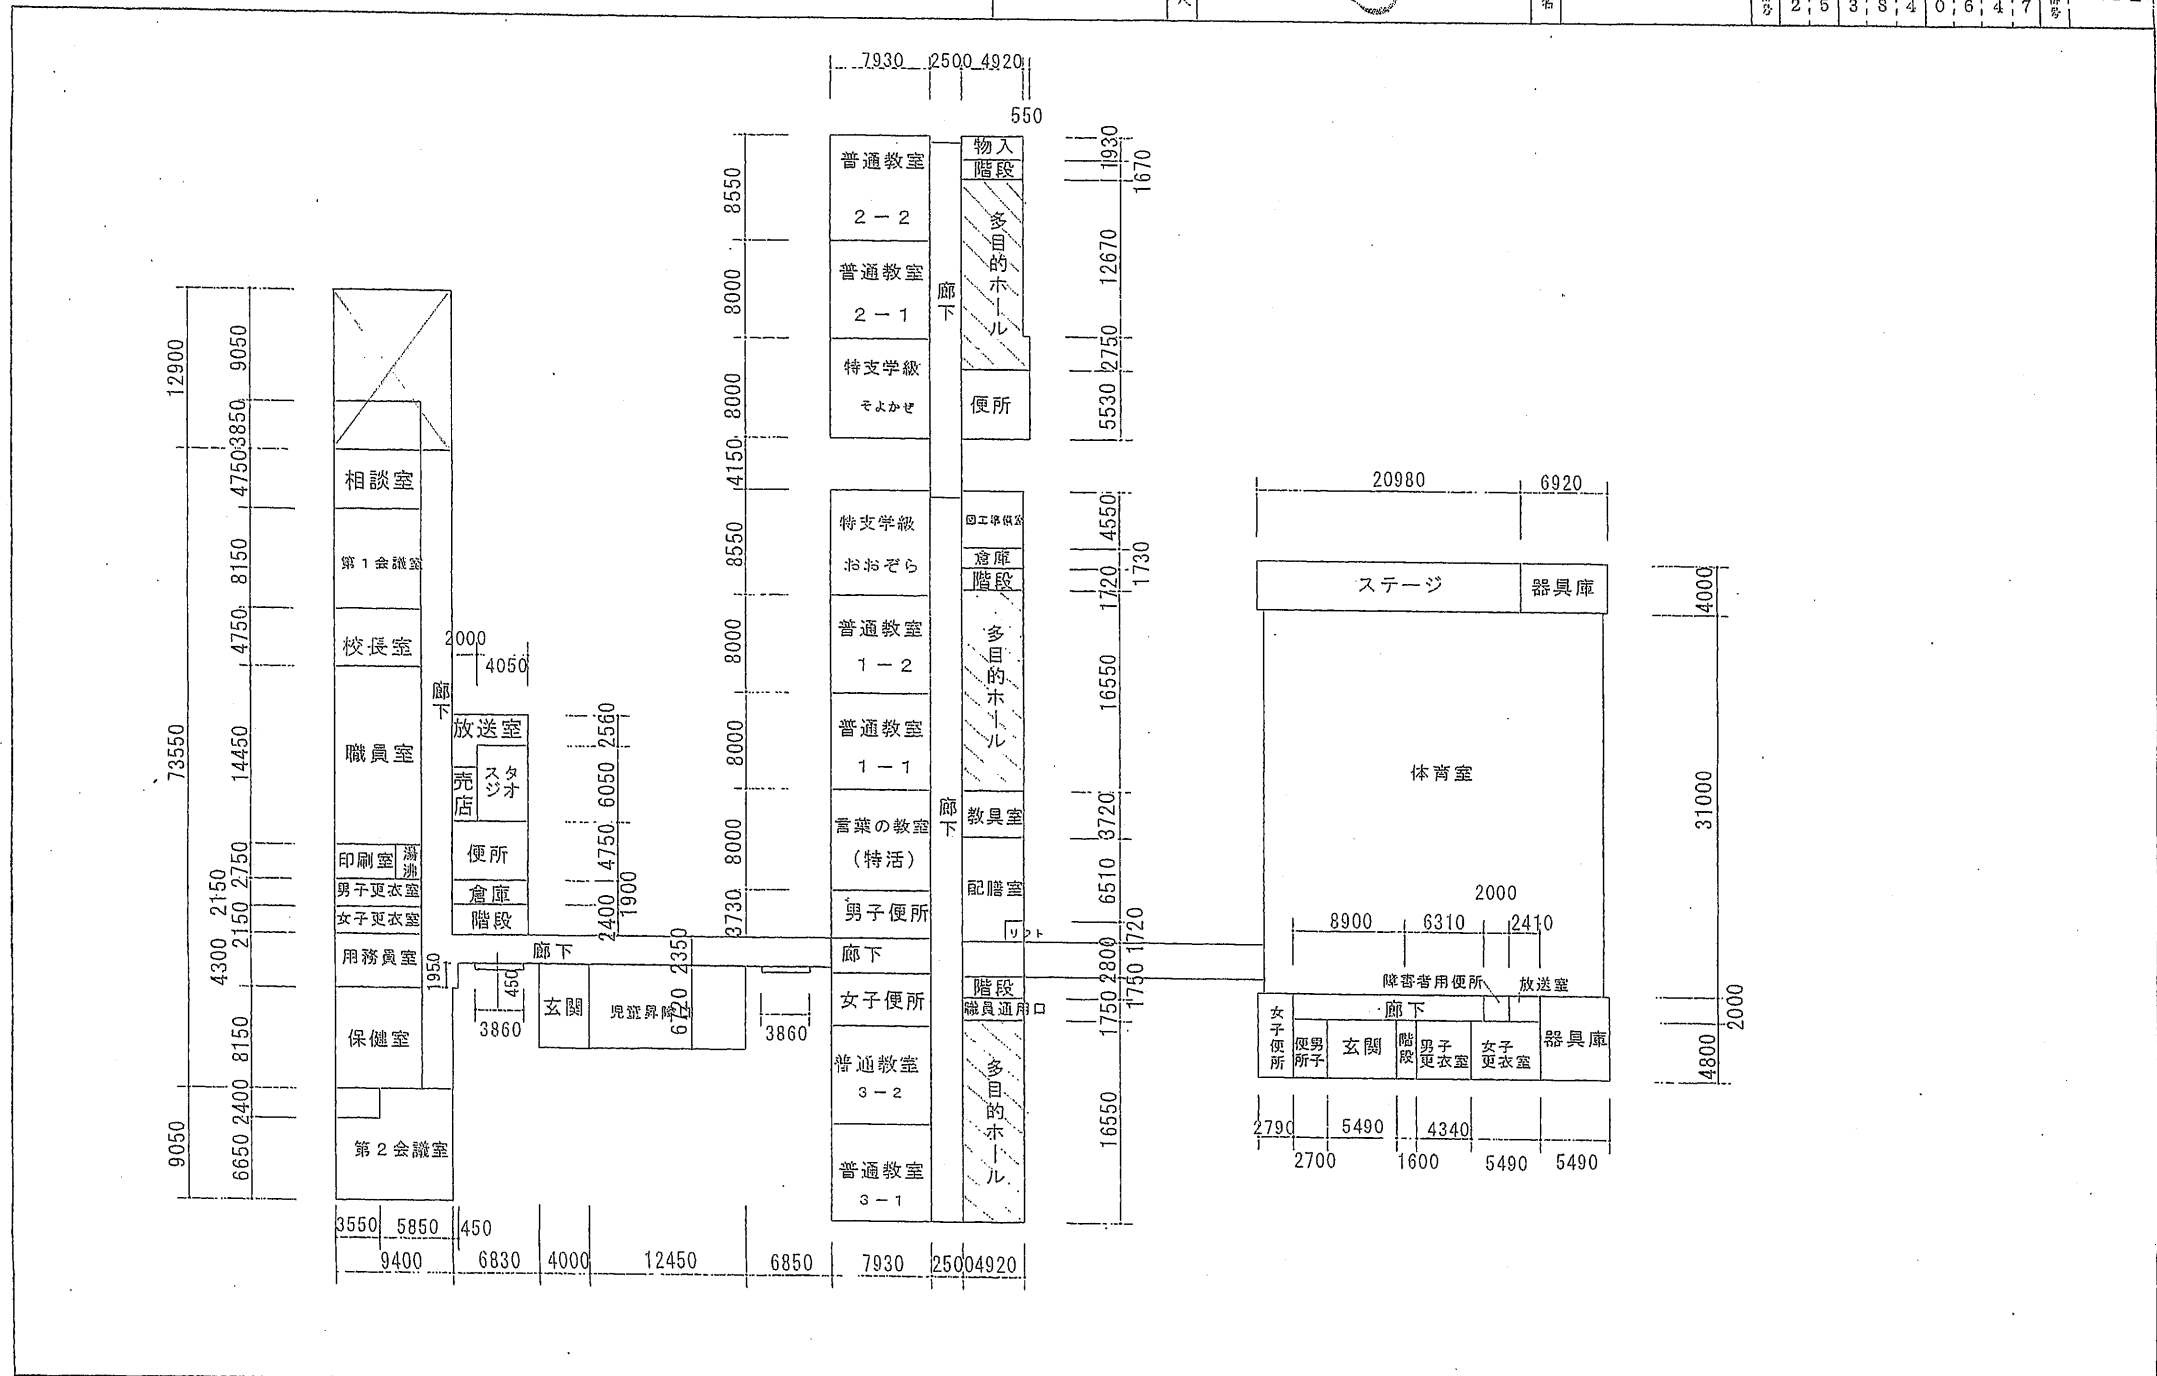 2 5 3 8 4 0 6 4 7
7930
2500
4920
550
普通教室
2－2
普通教室
2－1
特支学級
そよかぜ
廊下
物入
階段
多目的ホール
便所
8550
8000
8000
4150
8550
8000
8000
8000
3730
1930
1670
12670
2750
5530
12900
73550
9050
9050
3850
4750
8150
4750
14450
2750
2150
2150
4300
8150
2400
6650
相談室
第1会議室
校長室
職員室
印刷室
湯沸
男子更衣室
女子更衣室
用務員室
保健室
第2会議室
廊下
2000
4050
放送室
スタジオ
売店
便所
倉庫
階段
2560
6050
4750
1900
2400
廊下
1950
450
3860
玄関
児童昇降口
6720
2350
3860
特支学級
おおぞら
普通教室
1－2
普通教室
1－1
言葉の教室
(特活)
男子便所
廊下
女子便所
普通教室
3－2
普通教室
3－1
廊下
図工準備室
倉庫
階段
多目的ホール
教具室
配膳室
リフト
階段
職員通用口
多目的ホール
4550
1730
1720
16550
3720
6510
1720
2800
1750
1750
16550
3550
5850
450
9400
6830
4000
12450
6850
7930
2500
4920
20980
6920
ステージ
器具庫
体育室
4000
31000
2000
4800
2000
8900
6310
2410
障害者用便所
放送室
廊下
女子便所
男子便所
玄関
階段
男子更衣室
女子更衣室
器具庫
2790
5490
4340
2700
1600
5490
5490